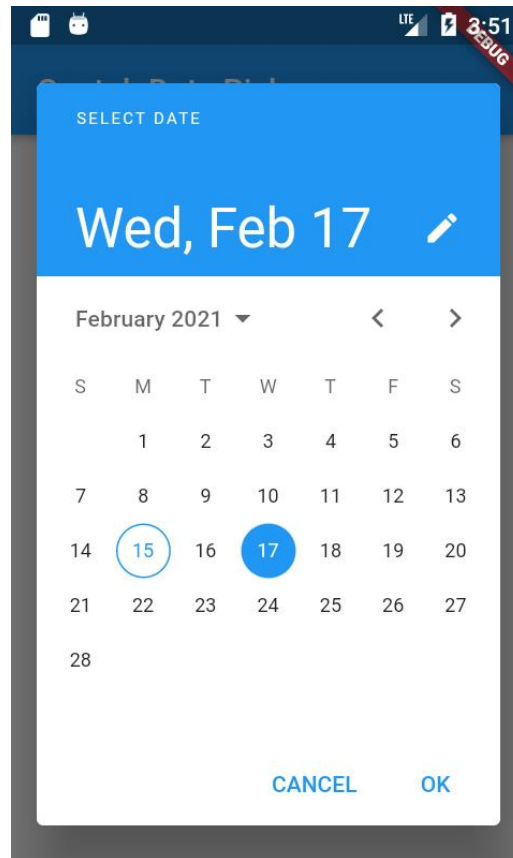 LTE 3:51
DEBUG
SELECT DATE
Wed, Feb 17
February 2021
S M T W T F S
1 2 3 4 5 6
7 8 9 10 11 12 13
14 15 16 17 18 19 20
21 22 23 24 25 26 27
28
CANCEL OK